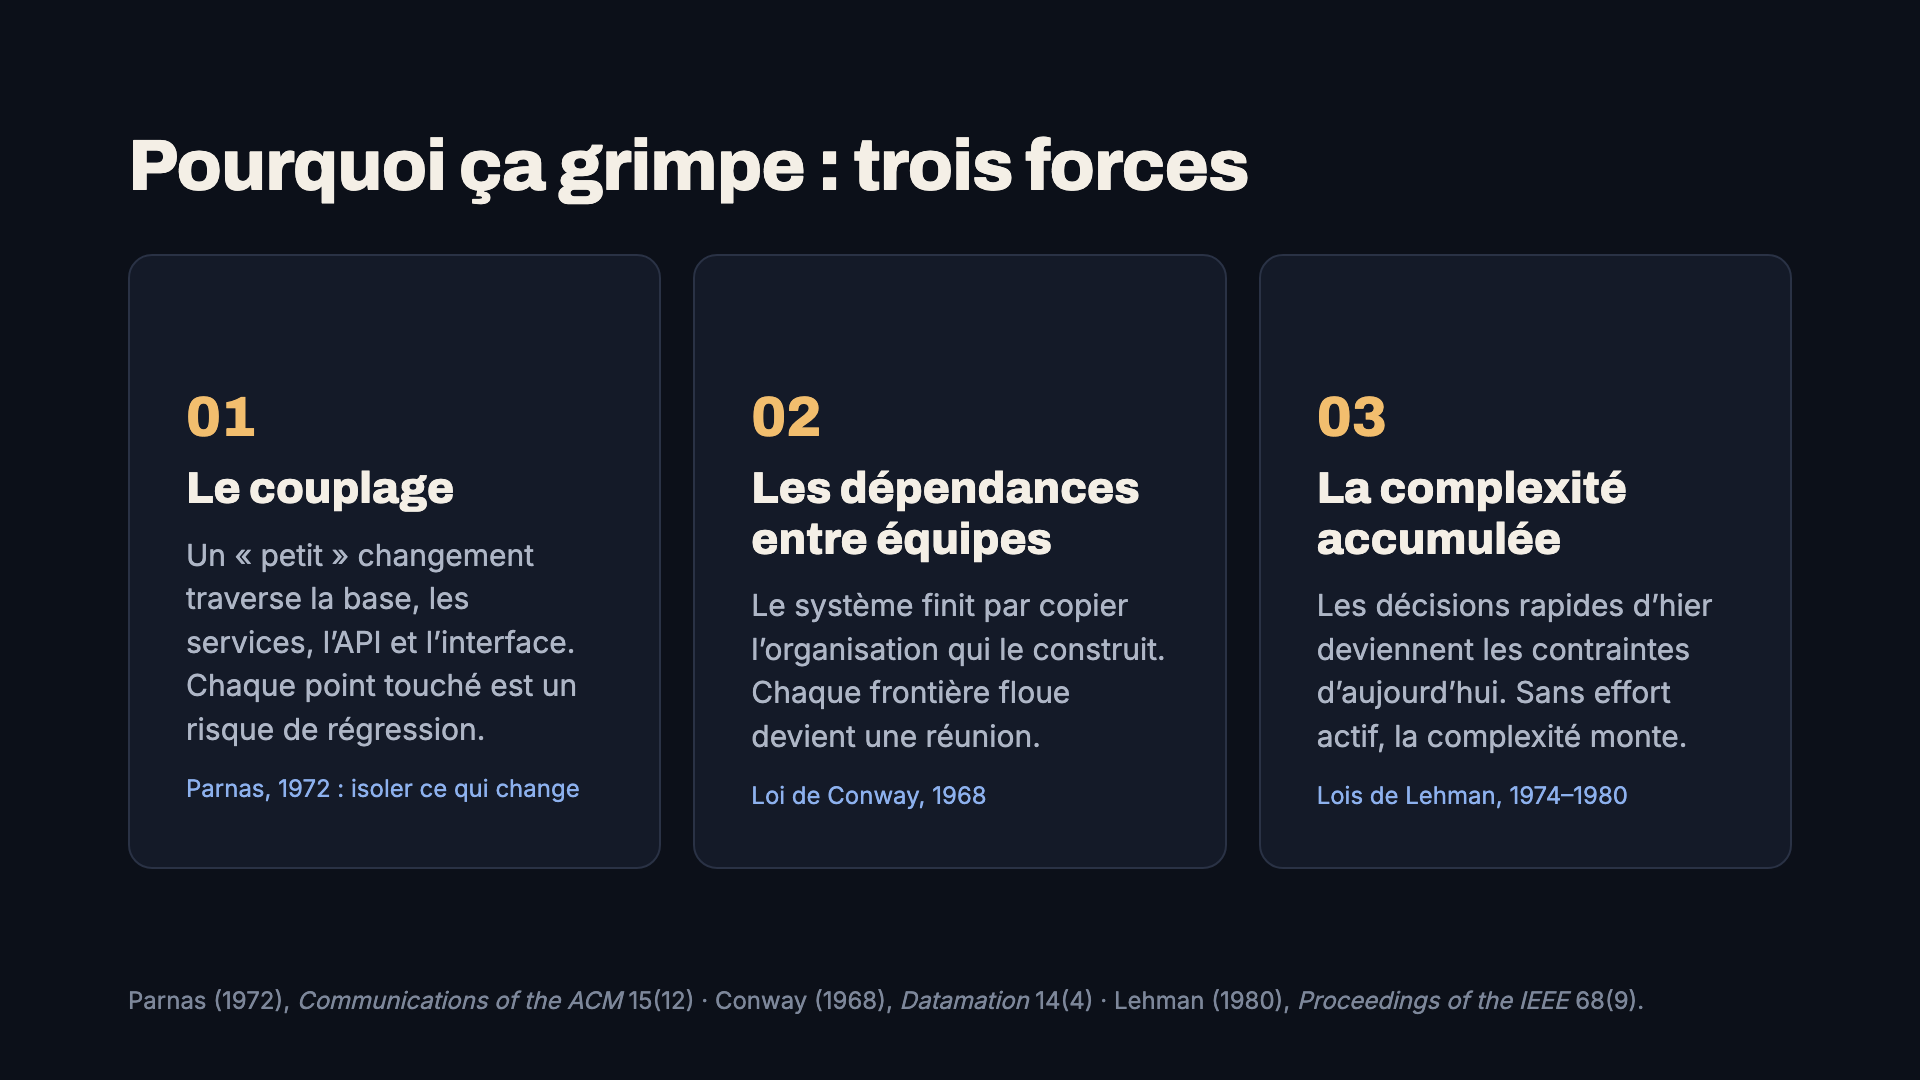 Pourquoi ça grimpe : trois forces
01
Le couplage
Un « petit » changement
traverse la base, les
services, l’API et l’interface.
Chaque point touché est un
risque de régression.
Parnas, 1972 : isoler ce qui change
02
Les dépendances
entre équipes
Le système finit par copier
l’organisation qui le construit.
Chaque frontière floue
devient une réunion.
Loi de Conway, 1968
03
La complexité
accumulée
Les décisions rapides d’hier
deviennent les contraintes
d’aujourd’hui. Sans effort
actif, la complexité monte.
Lois de Lehman, 1974–1980
Parnas (1972), Communications of the ACM 15(12) · Conway (1968), Datamation 14(4) · Lehman (1980), Proceedings of the IEEE 68(9).